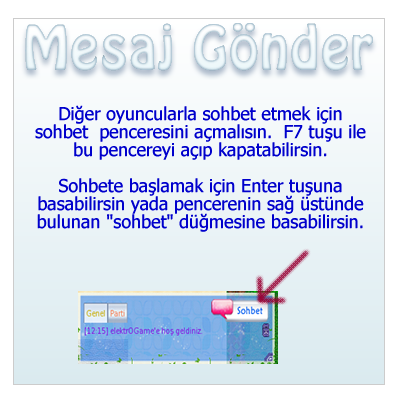 Mesaj Gönder
Diğer oyuncularla sohbet etmek için
sohbet penceresini açmalısın. F7 tuşu ile
bu pencereyi açıp kapatabilirsin.
Sohbete başlamak için Enter tuşuna
basabilirsin yada pencerenin sağ üstünde
bulunan "sohbet" düğmesine basabilirsin.
Sohbet
Genel Parti
[12:15] elektrOGame'e hoş geldiniz.